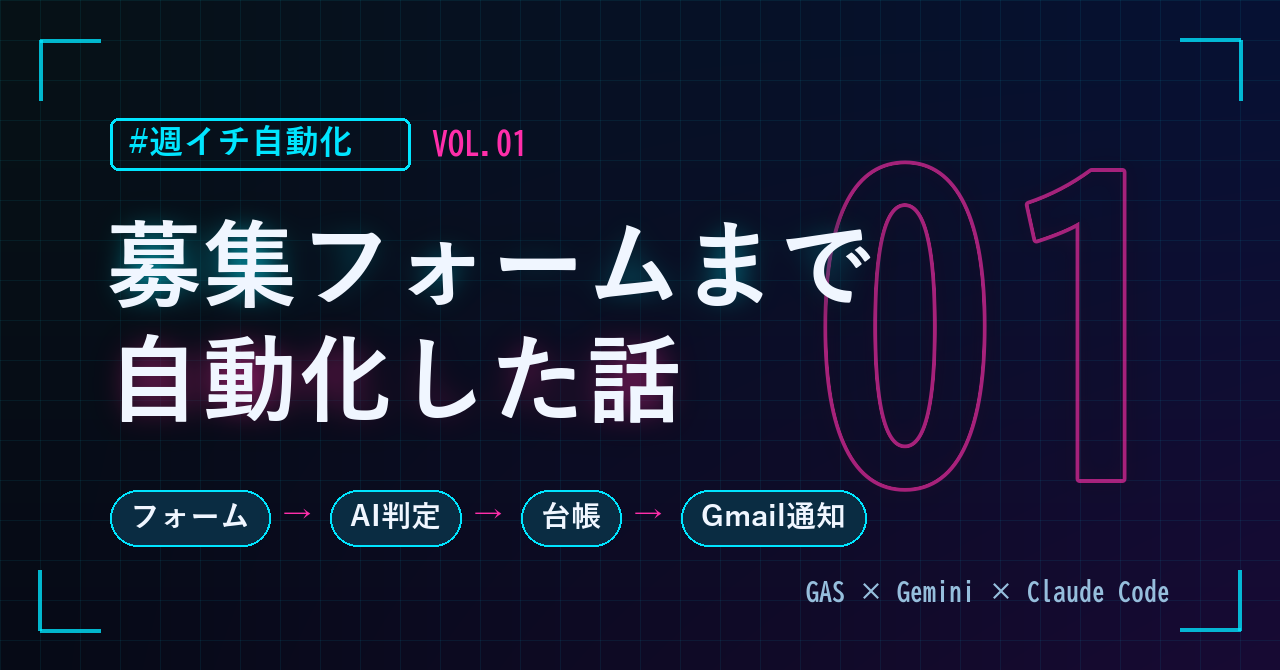 #週イチ自動化 VOL.01
募集フォームまで
自動化した話
01
フォーム → AI判定 → 台帳 → Gmail通知
GAS × Gemini × Claude Code